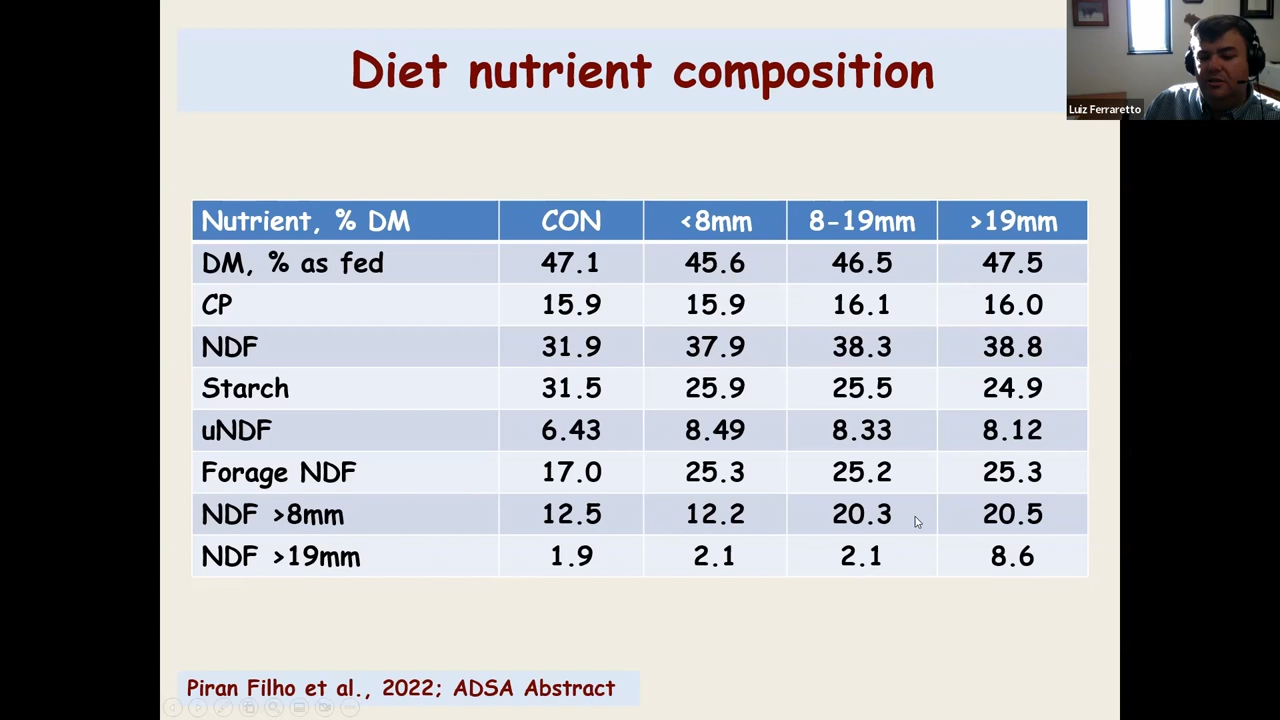 Diet nutrient composition
Luiz Ferraretto
Nutrient, % DM CON <8mm 8-19mm >19mm
DM, % as fed 47.1 45.6 46.5 47.5
CP 15.9 15.9 16.1 16.0
NDF 31.9 37.9 38.3 38.8
Starch 31.5 25.9 25.5 24.9
uNDF 6.43 8.49 8.33 8.12
Forage NDF 17.0 25.3 25.2 25.3
NDF >8mm 12.5 12.2 20.3 20.5
NDF >19mm 1.9 2.1 2.1 8.6
Piran Filho et al., 2022; ADSA Abstract